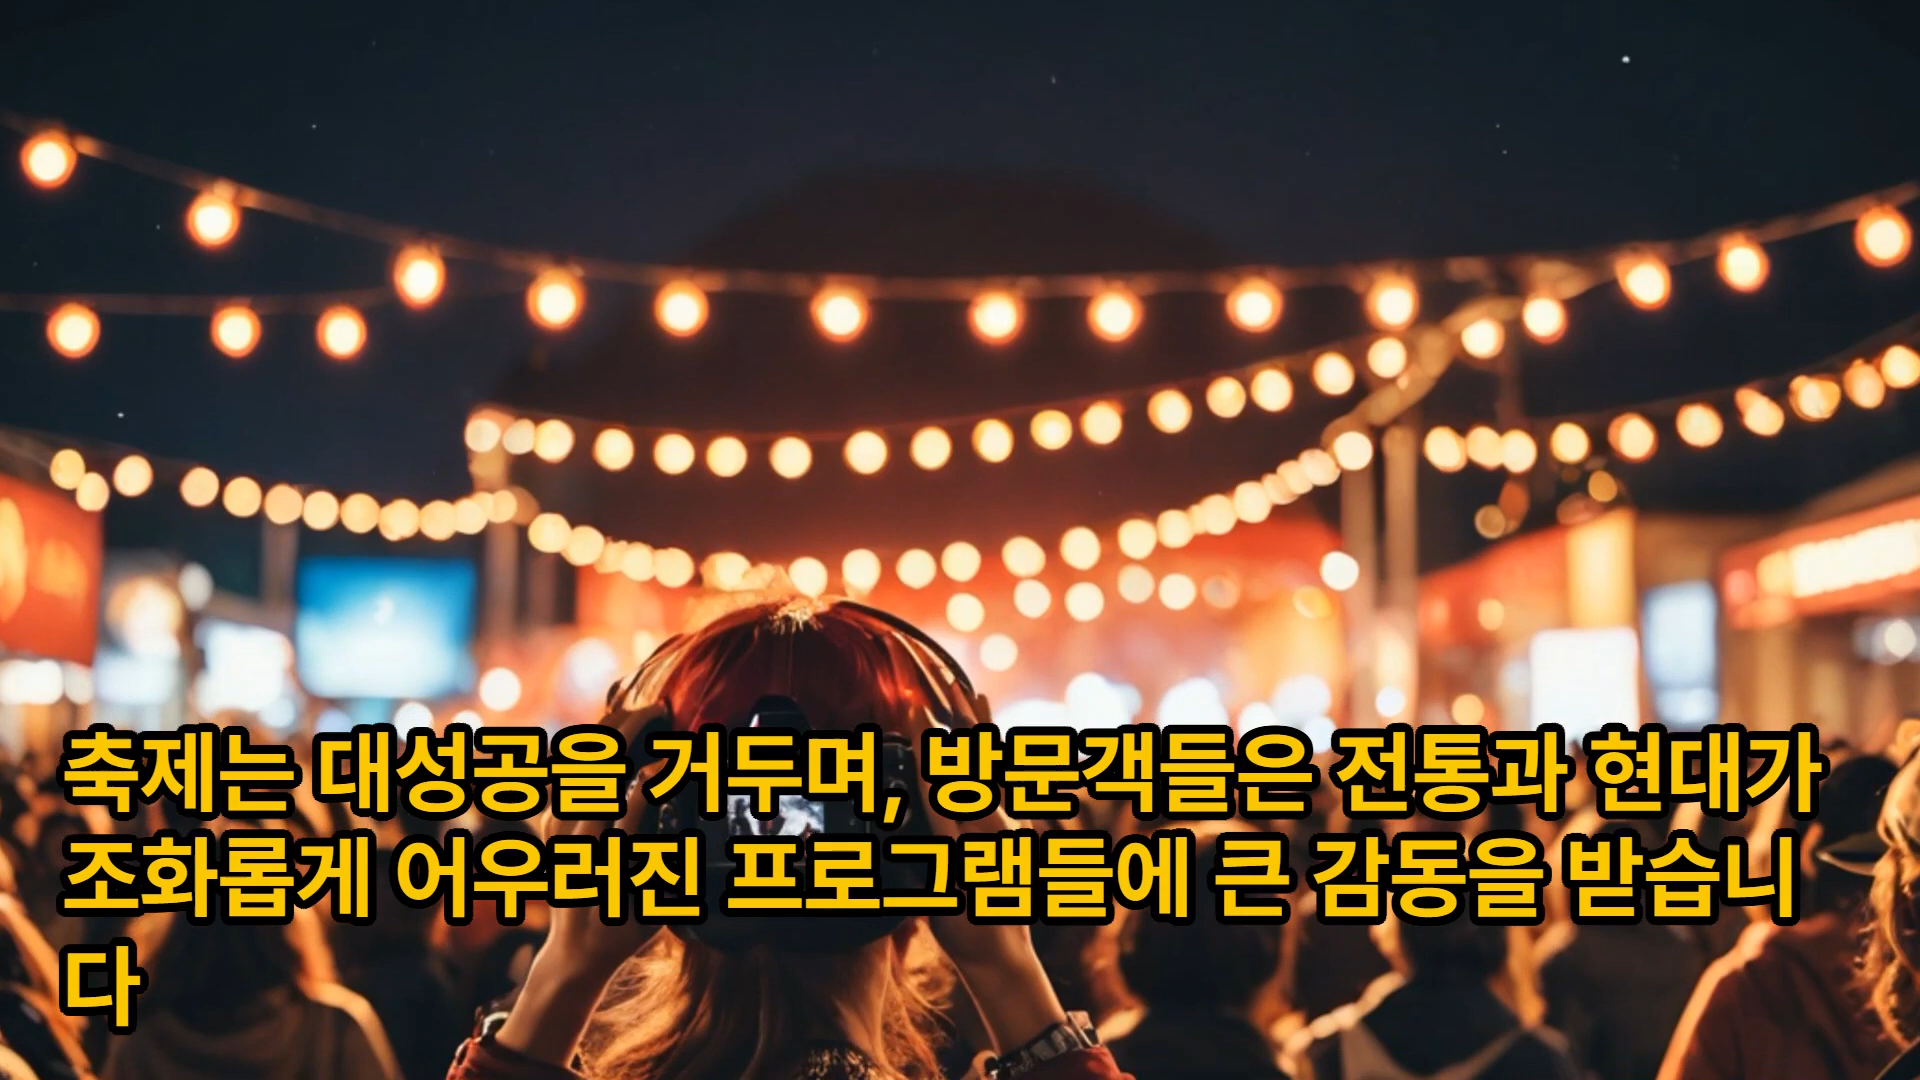 축제는 대성공을 거두며, 방문객들은 전통과 현대가
조화롭게 어우러진 프로그램들에 큰 감동을 받습니
다